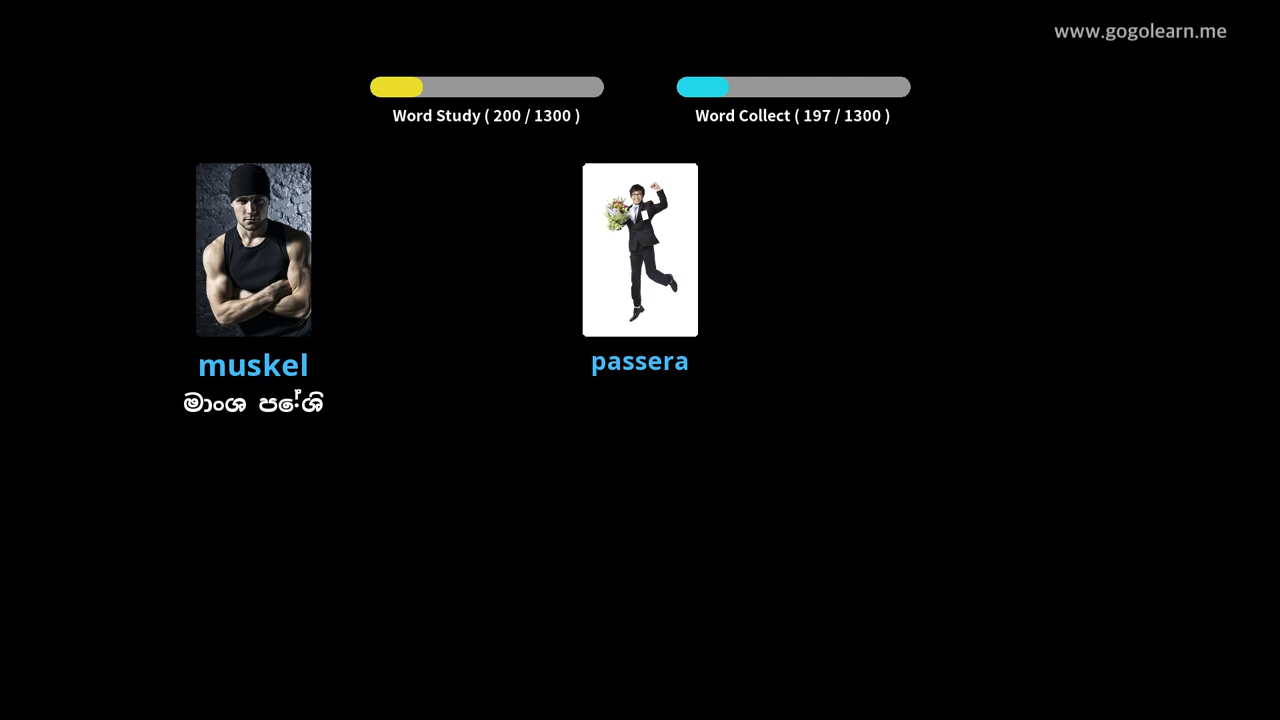 www.gogolearn.me
Word Study ( 200 / 1300 )
Word Collect ( 197 / 1300 )
muskel
මාංශ පේශි
passera